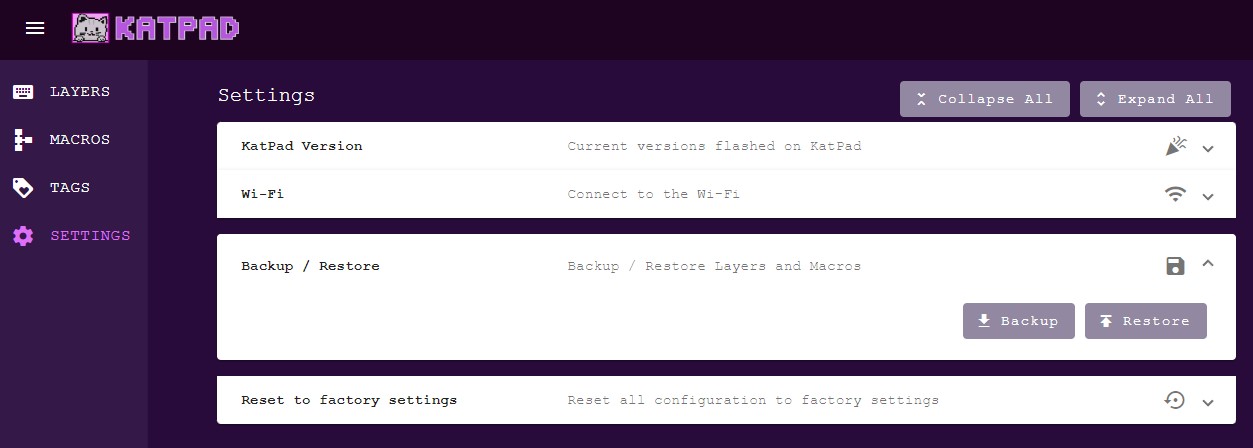 KATPAD
LAYERS
MACROS
TAGS
SETTINGS
Settings
Collapse All
Expand All
KatPad Version
Current versions flashed on KatPad
Wi-Fi
Connect to the Wi-Fi
Backup / Restore
Backup / Restore Layers and Macros
Backup
Restore
Reset to factory settings
Reset all configuration to factory settings